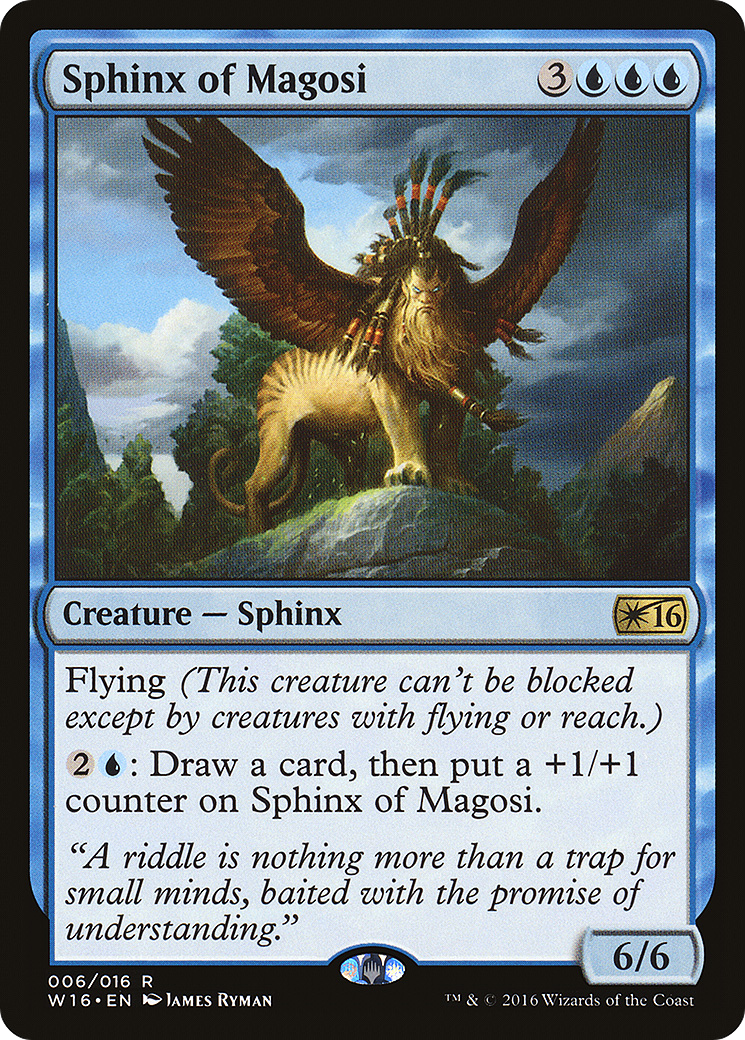 Sphinx of Magosi
3
Creature — Sphinx
16
Flying (This creature can't be blocked
except by creatures with flying or reach.)
2: Draw a card, then put a +1/+1
counter on Sphinx of Magosi.
“A riddle is nothing more than a trap for
small minds, baited with the promise of
understanding.”
6/6
006/016 R
W16•EN JAMES RYMAN
™ & © 2016 Wizards of the Coast